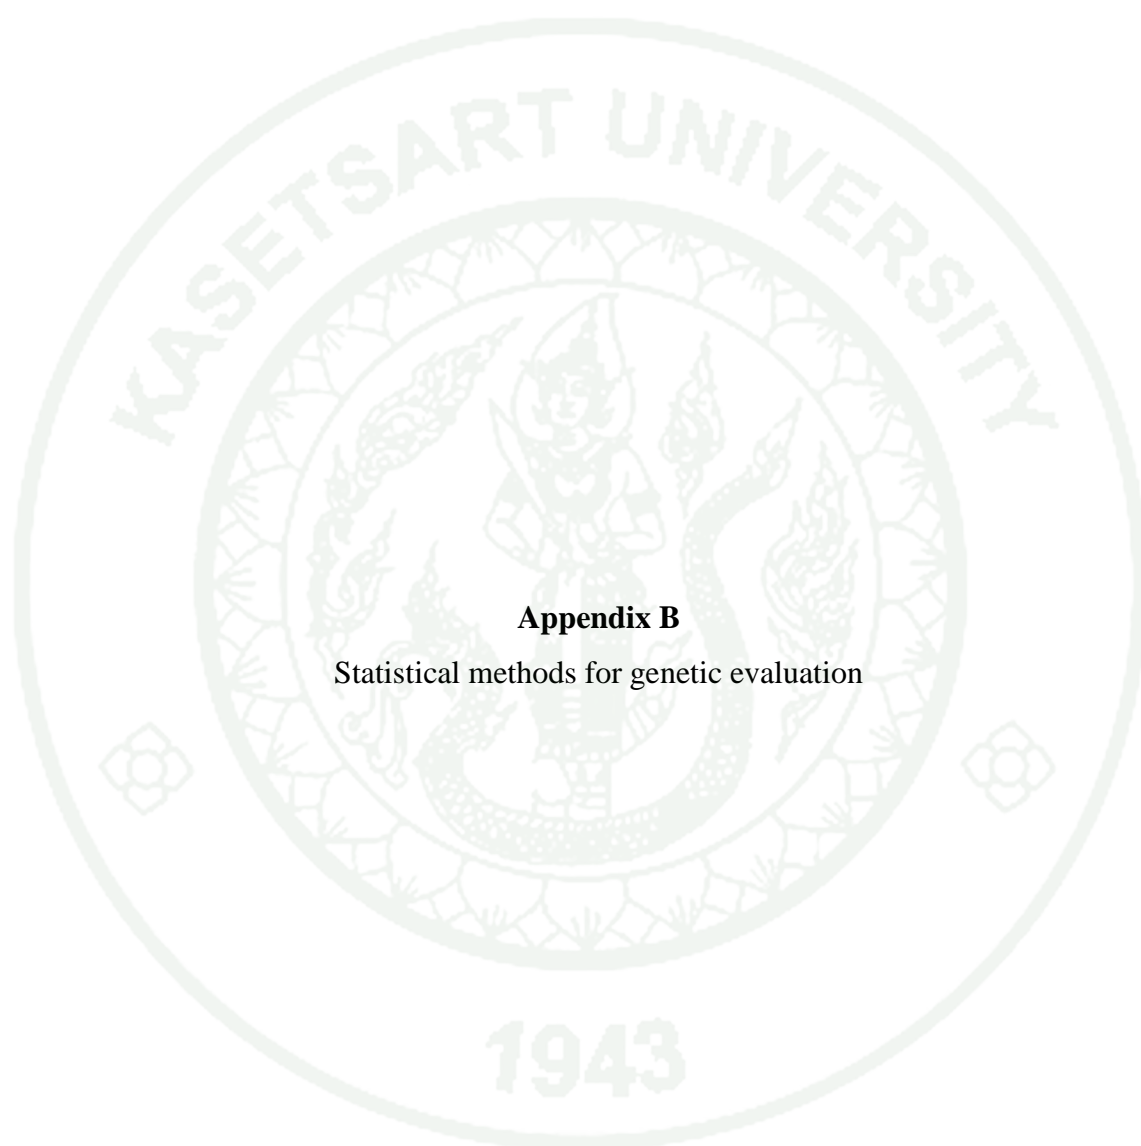 KASETSART UNIVERSITY
Appendix B
Statistical methods for genetic evaluation
1943